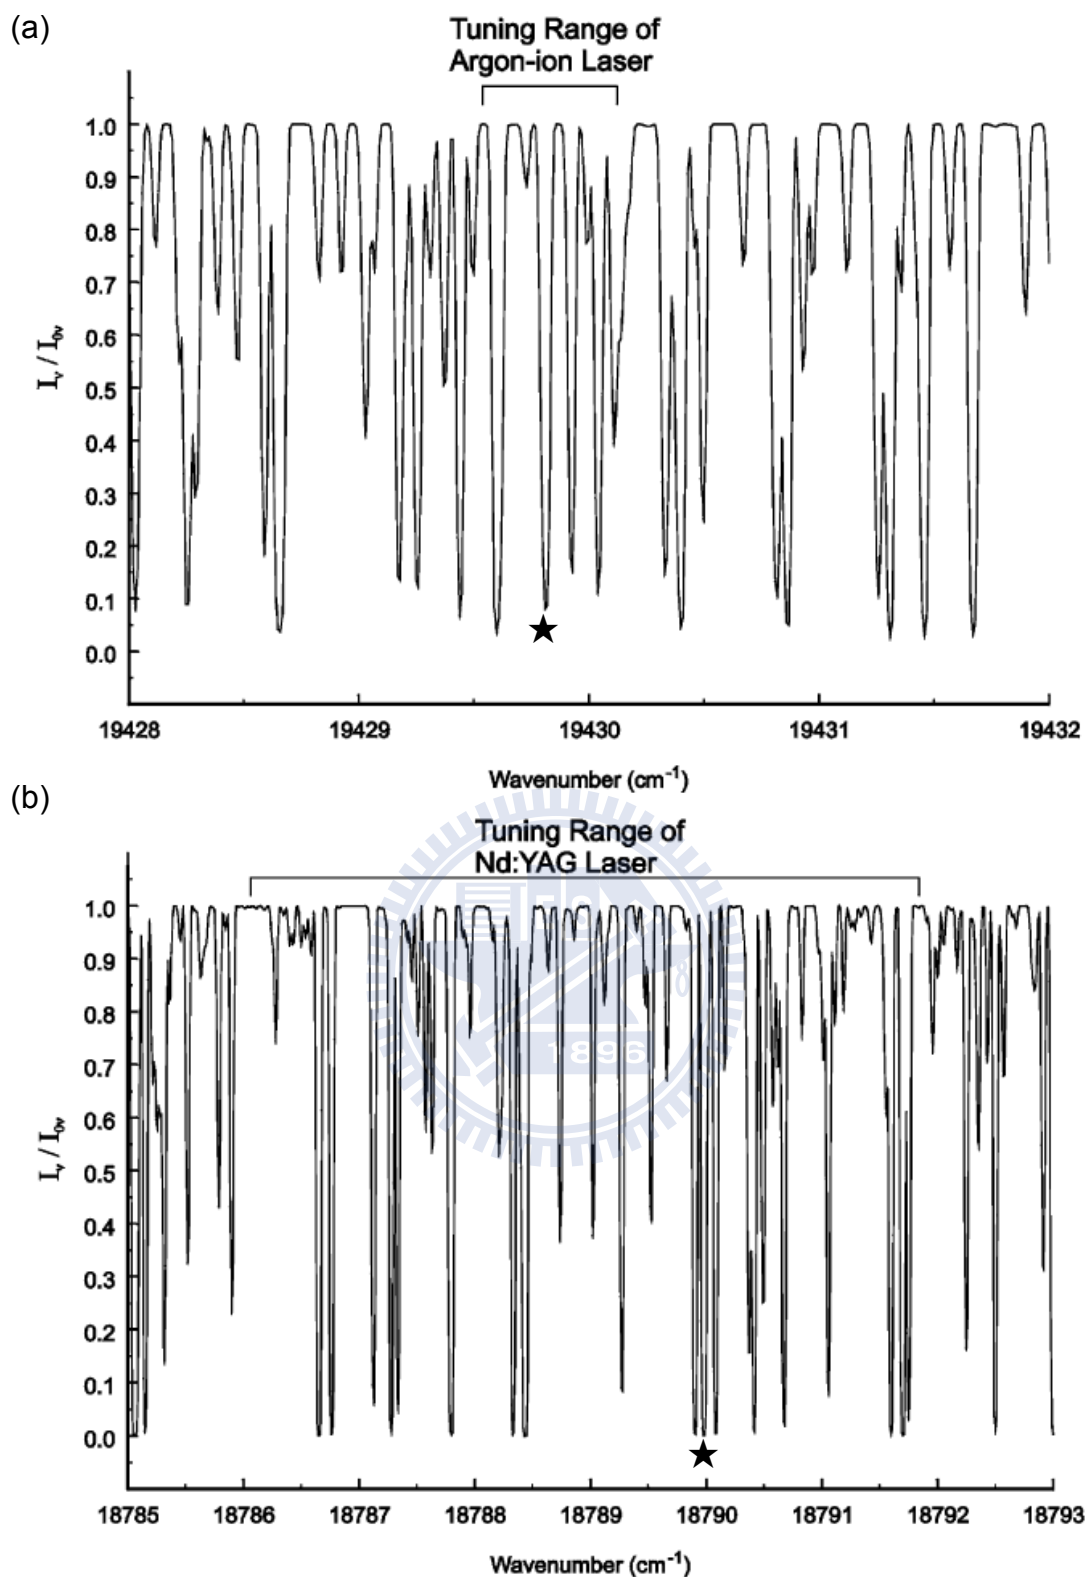 (a)
Tuning Range of
Argon-ion Laser
1.0
0.9
0.8
0.7
0.6
0.5
0.4
0.3
0.2
0.1
0.0
Iν / I0ν
19428 19429 19430 19431 19432
Wavenumber (cm⁻¹)
(b)
Tuning Range of
Nd:YAG Laser
1.0
0.9
0.8
0.7
0.6
0.5
0.4
0.3
0.2
0.1
0.0
Iν / I0ν
1896
18785 18786 18787 18788 18789 18790 18791 18792 18793
Wavenumber (cm⁻¹)